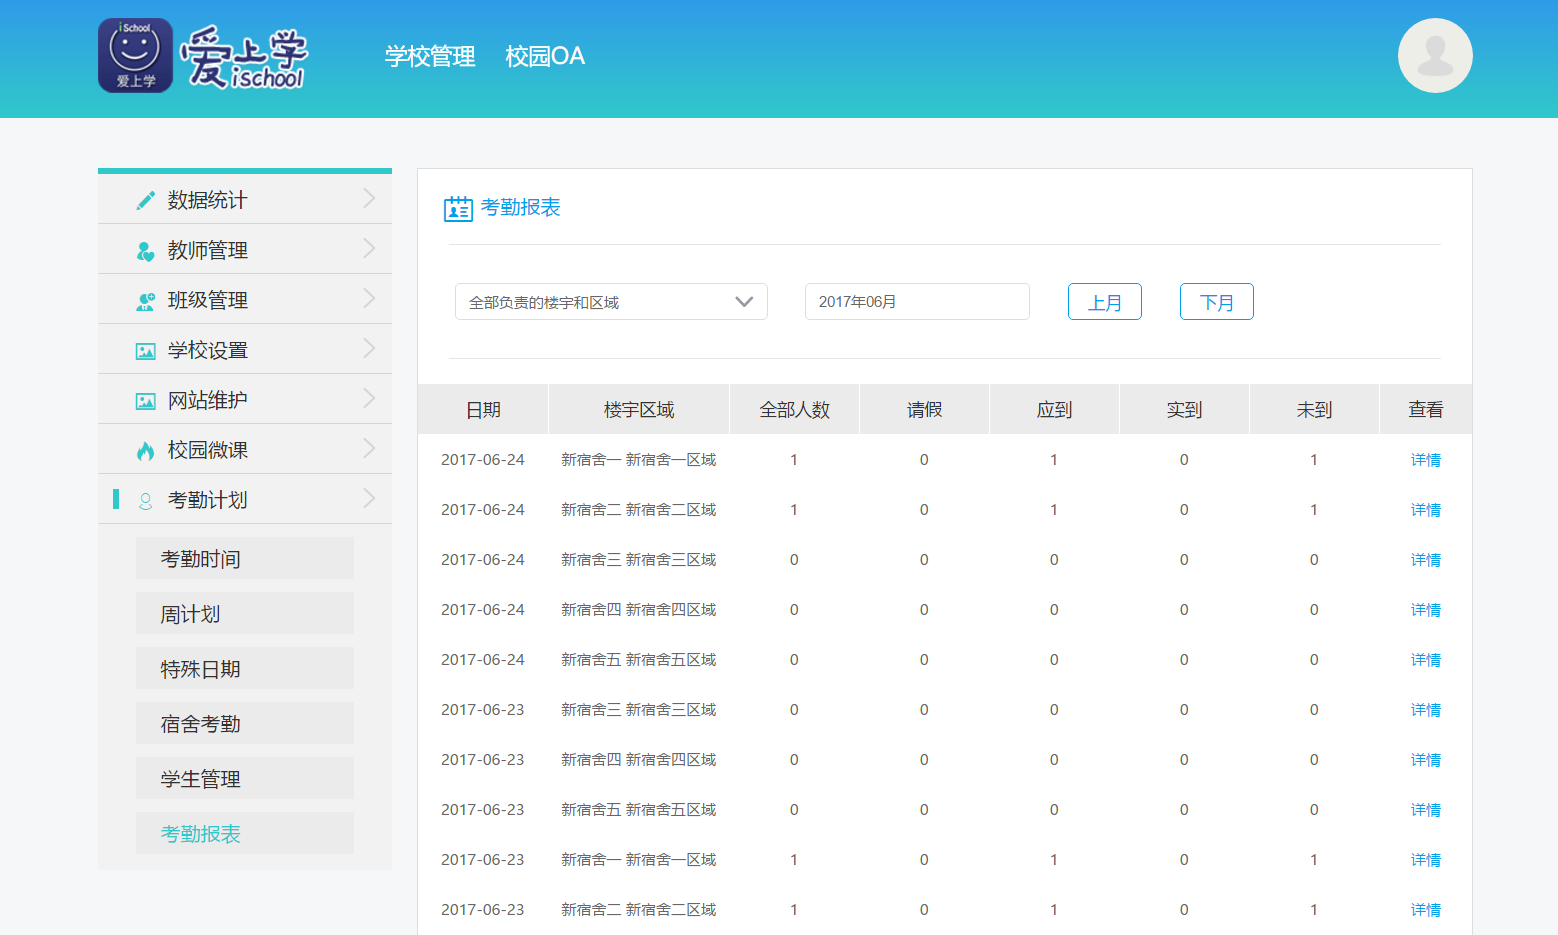 iSchool
爱上学
爱上学
ischool
学校管理 校园OA
数据统计
教师管理
班级管理
学校设置
网站维护
校园微课
考勤计划
考勤时间
周计划
特殊日期
宿舍考勤
学生管理
考勤报表
考勤报表
全部负责的楼宇和区域 2017年06月 上月 下月
日期 楼宇区域 全部人数 请假 应到 实到 未到 查看
2017-06-24 新宿舍一 新宿舍一区域 1 0 1 0 1 详情
2017-06-24 新宿舍二 新宿舍二区域 1 0 1 0 1 详情
2017-06-24 新宿舍三 新宿舍三区域 0 0 0 0 0 详情
2017-06-24 新宿舍四 新宿舍四区域 0 0 0 0 0 详情
2017-06-24 新宿舍五 新宿舍五区域 0 0 0 0 0 详情
2017-06-23 新宿舍三 新宿舍三区域 0 0 0 0 0 详情
2017-06-23 新宿舍四 新宿舍四区域 0 0 0 0 0 详情
2017-06-23 新宿舍五 新宿舍五区域 0 0 0 0 0 详情
2017-06-23 新宿舍一 新宿舍一区域 1 0 1 0 1 详情
2017-06-23 新宿舍二 新宿舍二区域 1 0 1 0 1 详情